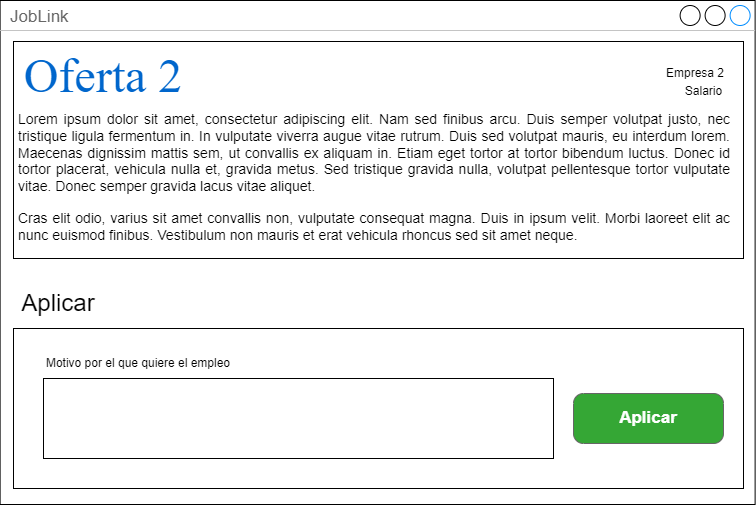 JobLink
Oferta 2
Empresa 2
Salario
Lorem ipsum dolor sit amet, consectetur adipiscing elit. Nam sed finibus arcu. Duis semper volutpat justo, nec
tristique ligula fermentum in. In vulputate viverra augue vitae rutrum. Duis sed volutpat mauris, eu interdum lorem.
Maecenas dignissim mattis sem, ut convallis ex aliquam in. Etiam eget tortor at tortor bibendum luctus. Donec id
tortor placerat, vehicula nulla et, gravida metus. Sed tristique gravida nulla, volutpat pellentesque tortor vulputate
vitae. Donec semper gravida lacus vitae aliquet.
Cras elit odio, varius sit amet convallis non, vulputate consequat magna. Duis in ipsum velit. Morbi laoreet elit ac
nunc euismod finibus. Vestibulum non mauris et erat vehicula rhoncus sed sit amet neque.
Aplicar
Motivo por el que quiere el empleo
Aplicar